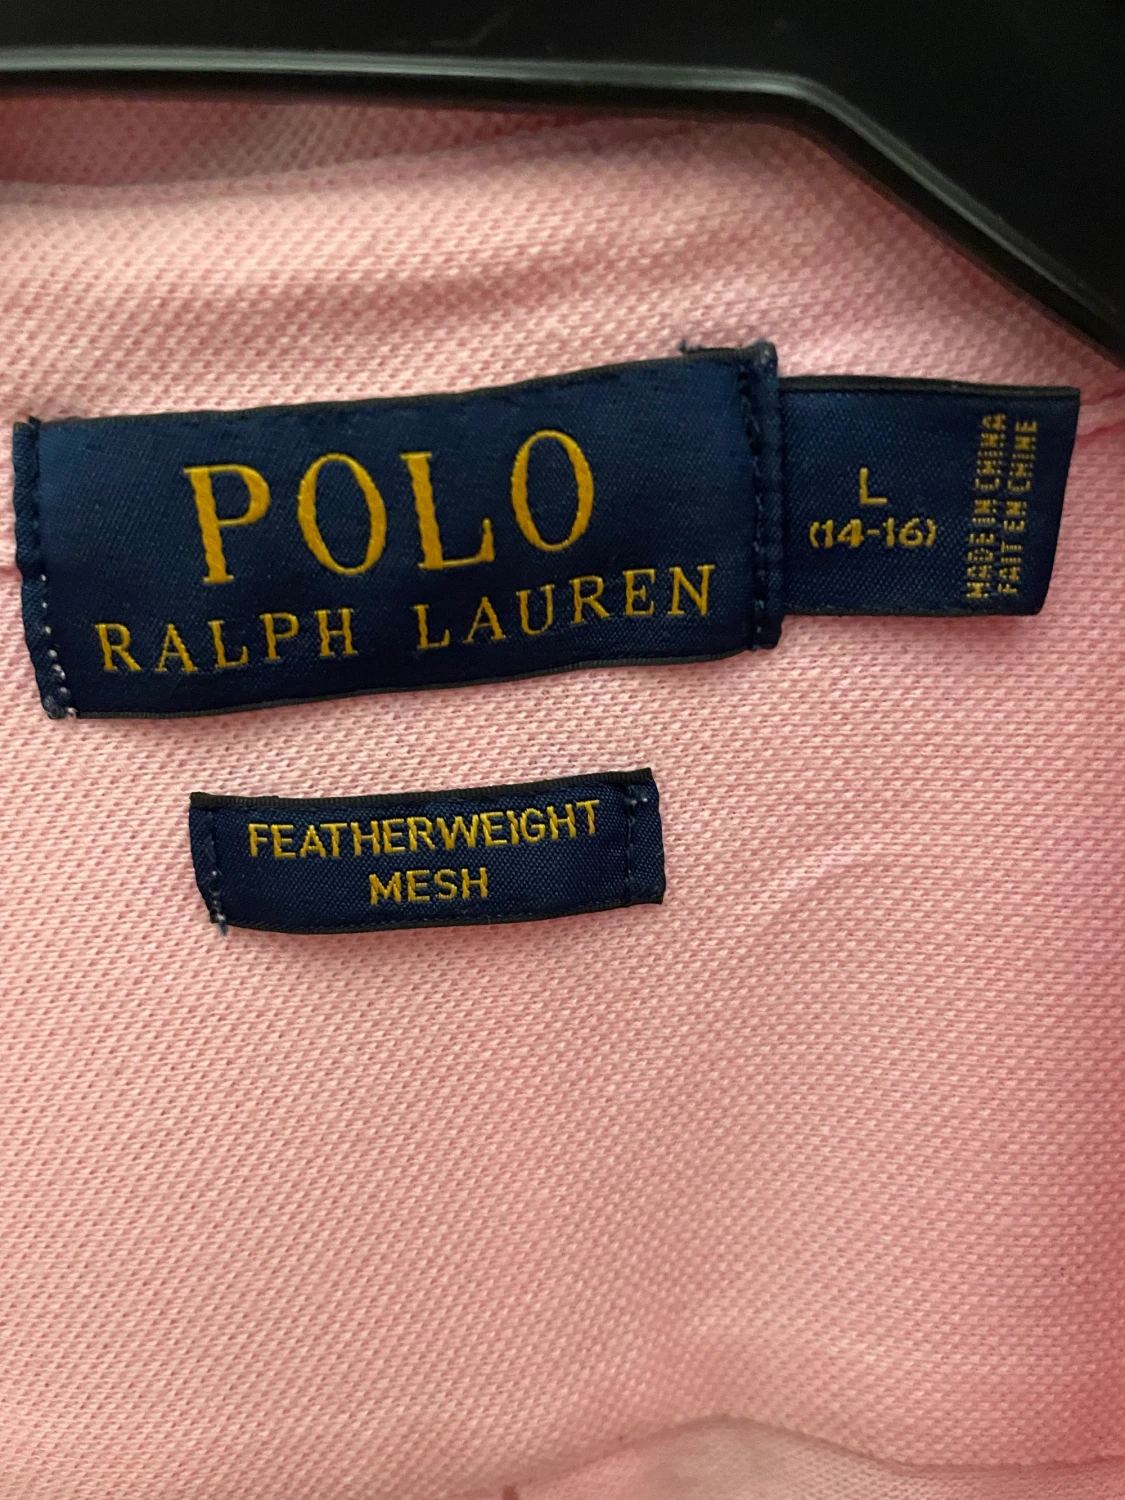 POLO
RALPH LAUREN
L
(14-16)
MADE IN CHINA
FAIT EN CHINE
FEATHERWEIGHT
MESH